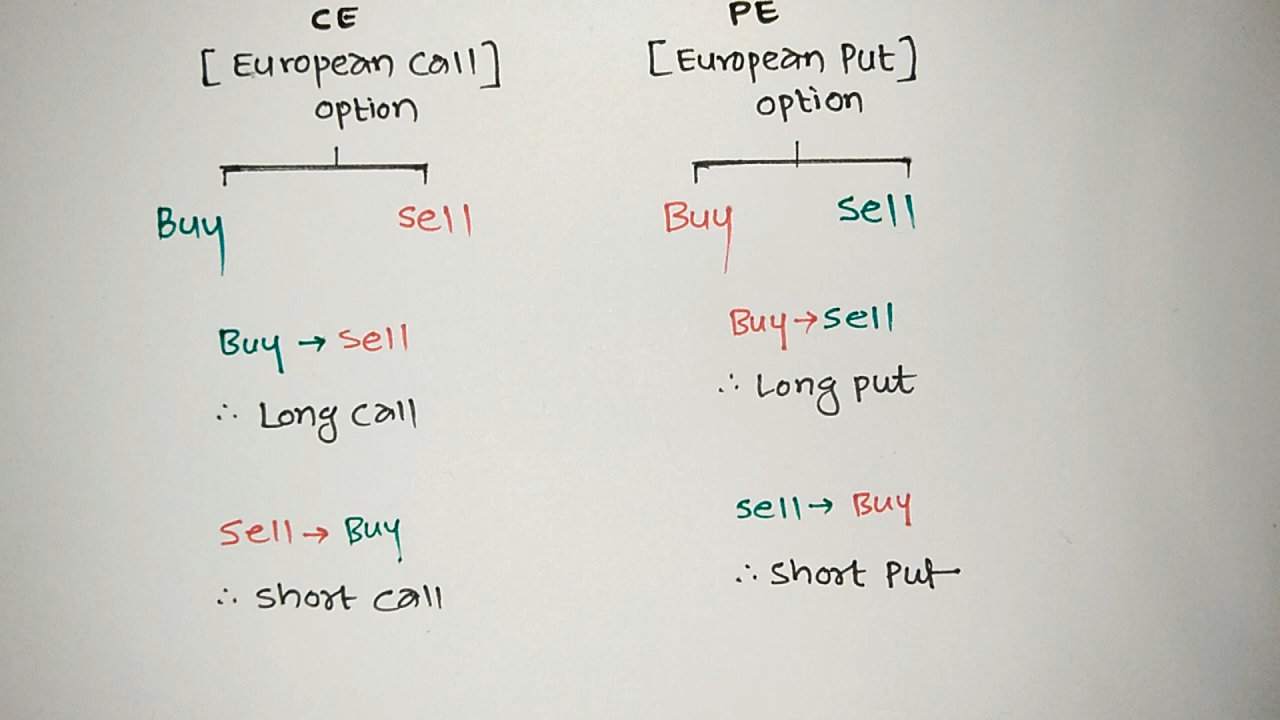 CE
[European call]
option
Buy sell
Buy → sell
∴ Long call
sell → Buy
∴ short call
PE
[European Put]
option
Buy sell
Buy → sell
∴ Long put
sell → Buy
∴ short Put